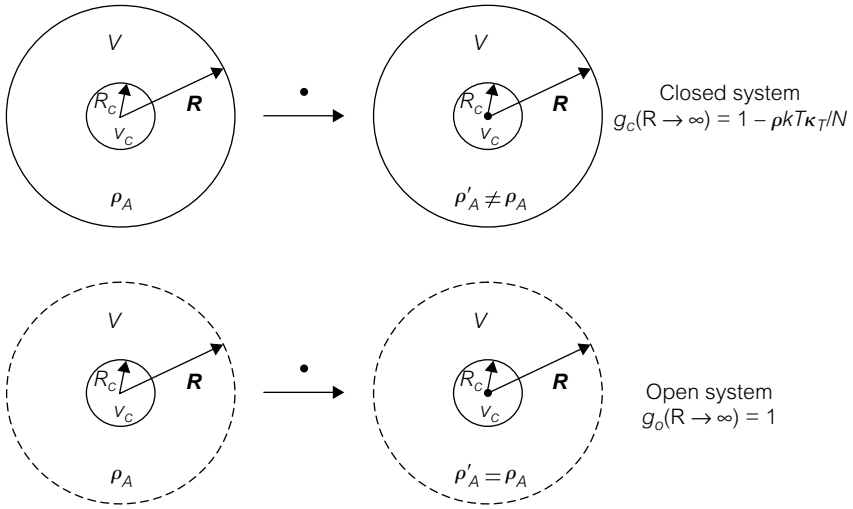 V
V
R_c
R
R_c
R
v_c
v_c
Closed system
g_c(R → ∞) = 1 – ρkTκ_T/N
ρ_A
ρ′_A ≠ ρ_A
V
V
R_c
R
R_c
R
v_c
v_c
Open system
g_o(R → ∞) = 1
ρ_A
ρ′_A = ρ_A